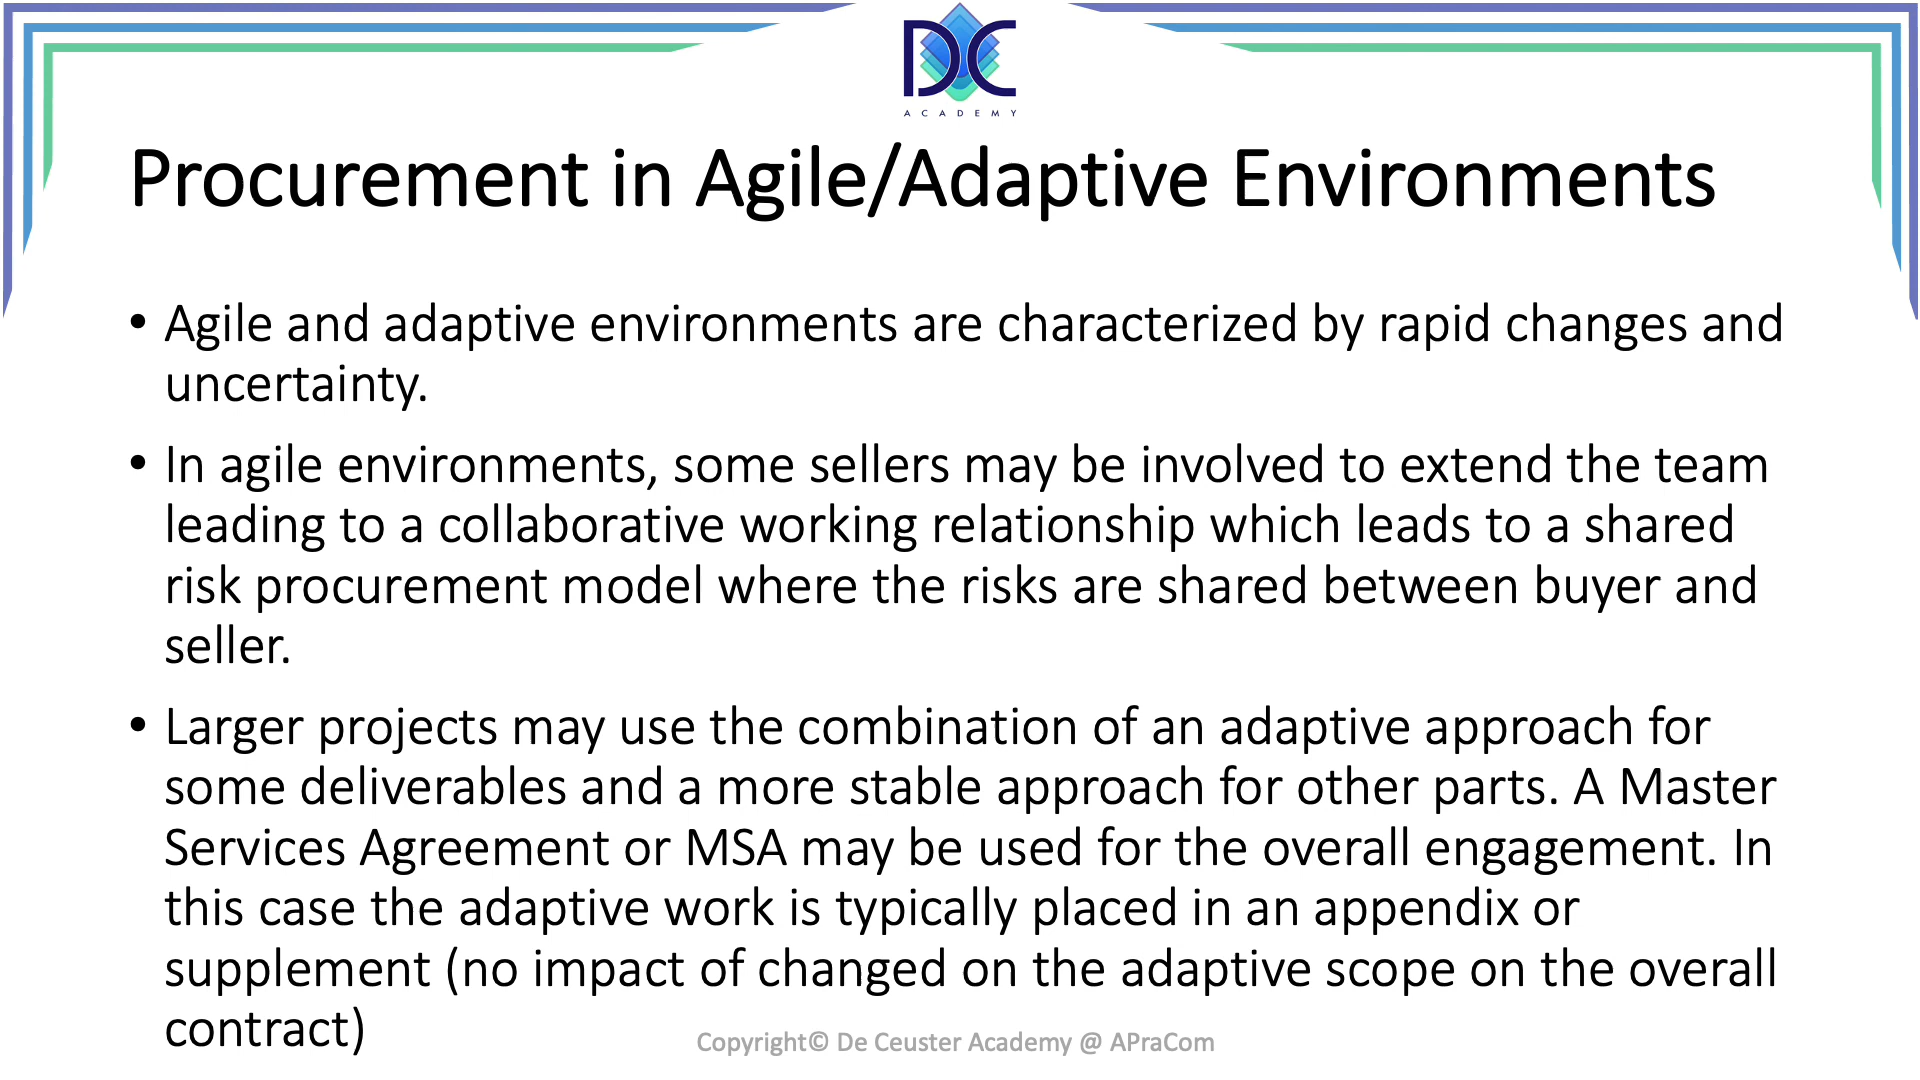 DC
ACADEMY
Procurement in Agile/Adaptive Environments
• Agile and adaptive environments are characterized by rapid changes and
uncertainty.
• In agile environments, some sellers may be involved to extend the team
leading to a collaborative working relationship which leads to a shared
risk procurement model where the risks are shared between buyer and
seller.
• Larger projects may use the combination of an adaptive approach for
some deliverables and a more stable approach for other parts. A Master
Services Agreement or MSA may be used for the overall engagement. In
this case the adaptive work is typically placed in an appendix or
supplement (no impact of changed on the adaptive scope on the overall
contract)
Copyright© De Ceuster Academy @ APraCom